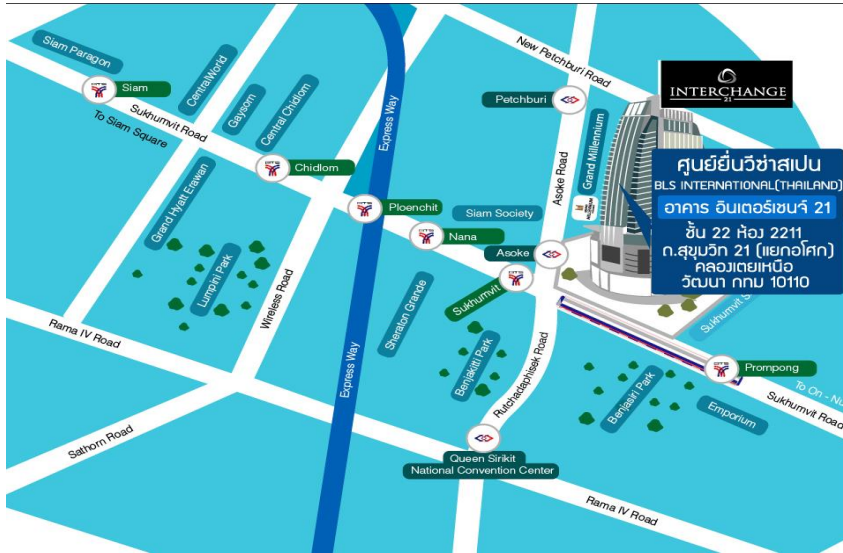 Siam Paragon
Siam
CentralWorld
Gaysorn
Central Chidlom
Sukhumvit Road
To Siam Square
Chidlom
Express Way
New Petchburi Road
Petchburi
Grand Millennium
Asoke Road
INTERCHANGE
21
ศูนย์ยื่นวีซ่าสเปน
BLS INTERNATIONAL(THAILAND)
อาคาร อินเตอร์เชนจ์ 21
ชั้น 22 ห้อง 2211
ถ.สุขุมวิท 21 (แยกอโศก)
คลองเตยเหนือ
วัฒนา กทม 10110
Grand Hyatt Erawan
Lumpini Park
Wireless Road
Ploenchit
Nana
Siam Society
Asoke
Sukhumvit
Sheraton Grande
Benjakitti Park
Rutchadaphisek Road
Sukhumvit
Prompong
Benjasiri Park
Emporium
To On - Nu
Sukhumvit Road
Rama IV Road
Sathorn Road
Express Way
Queen Sirikit
National Convention Center
Rama IV Road